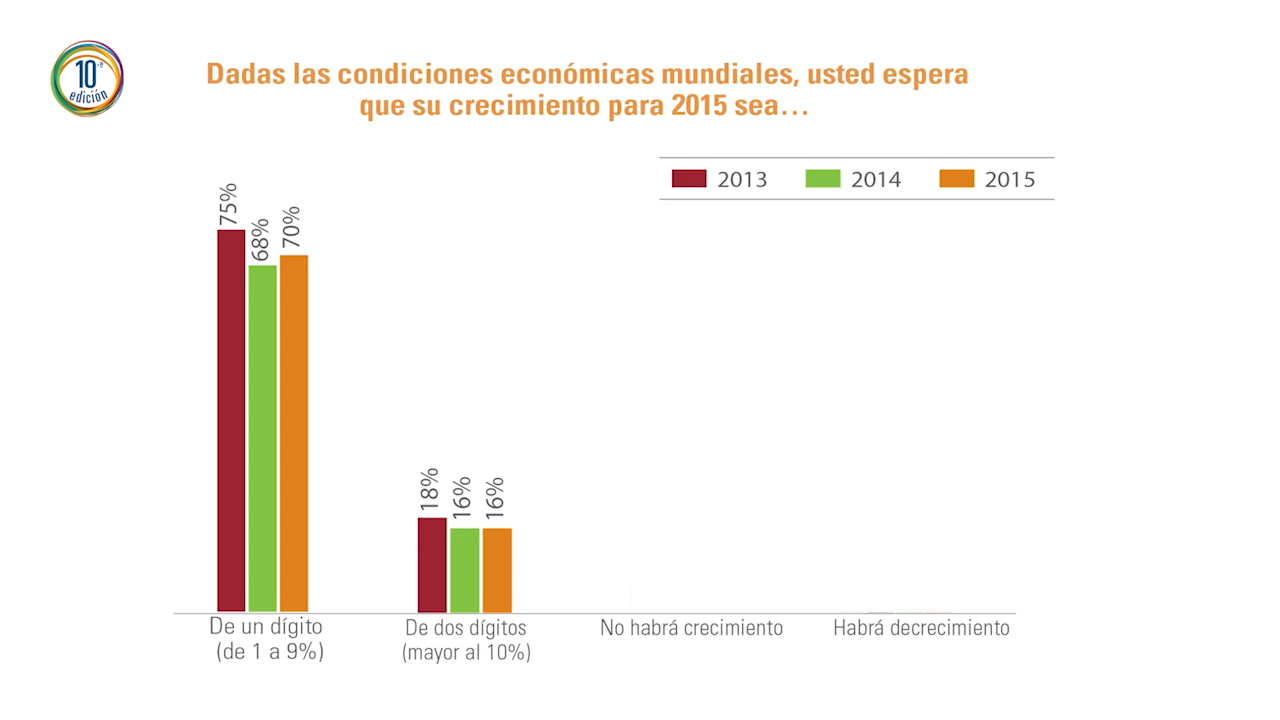 10ª
edición
Dadas las condiciones económicas mundiales, usted espera
que su crecimiento para 2015 sea…
2013 2014 2015
75% 68% 70%
18% 16% 16%
De un dígito
(de 1 a 9%)
De dos dígitos
(mayor al 10%)
No habrá crecimiento
Habrá decrecimiento